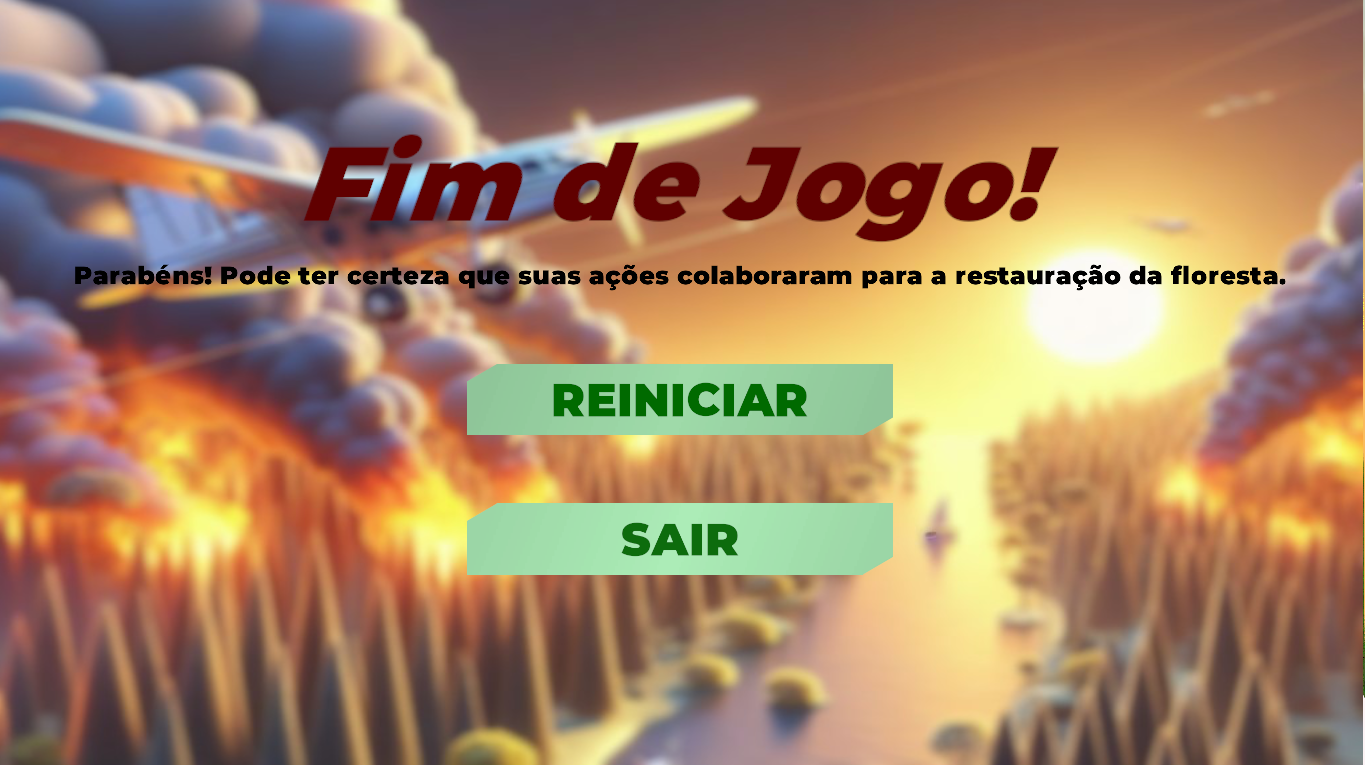 Fim de Jogo!
Parabéns! Pode ter certeza que suas ações colaboraram para a restauração da floresta.
REINICIAR
SAIR